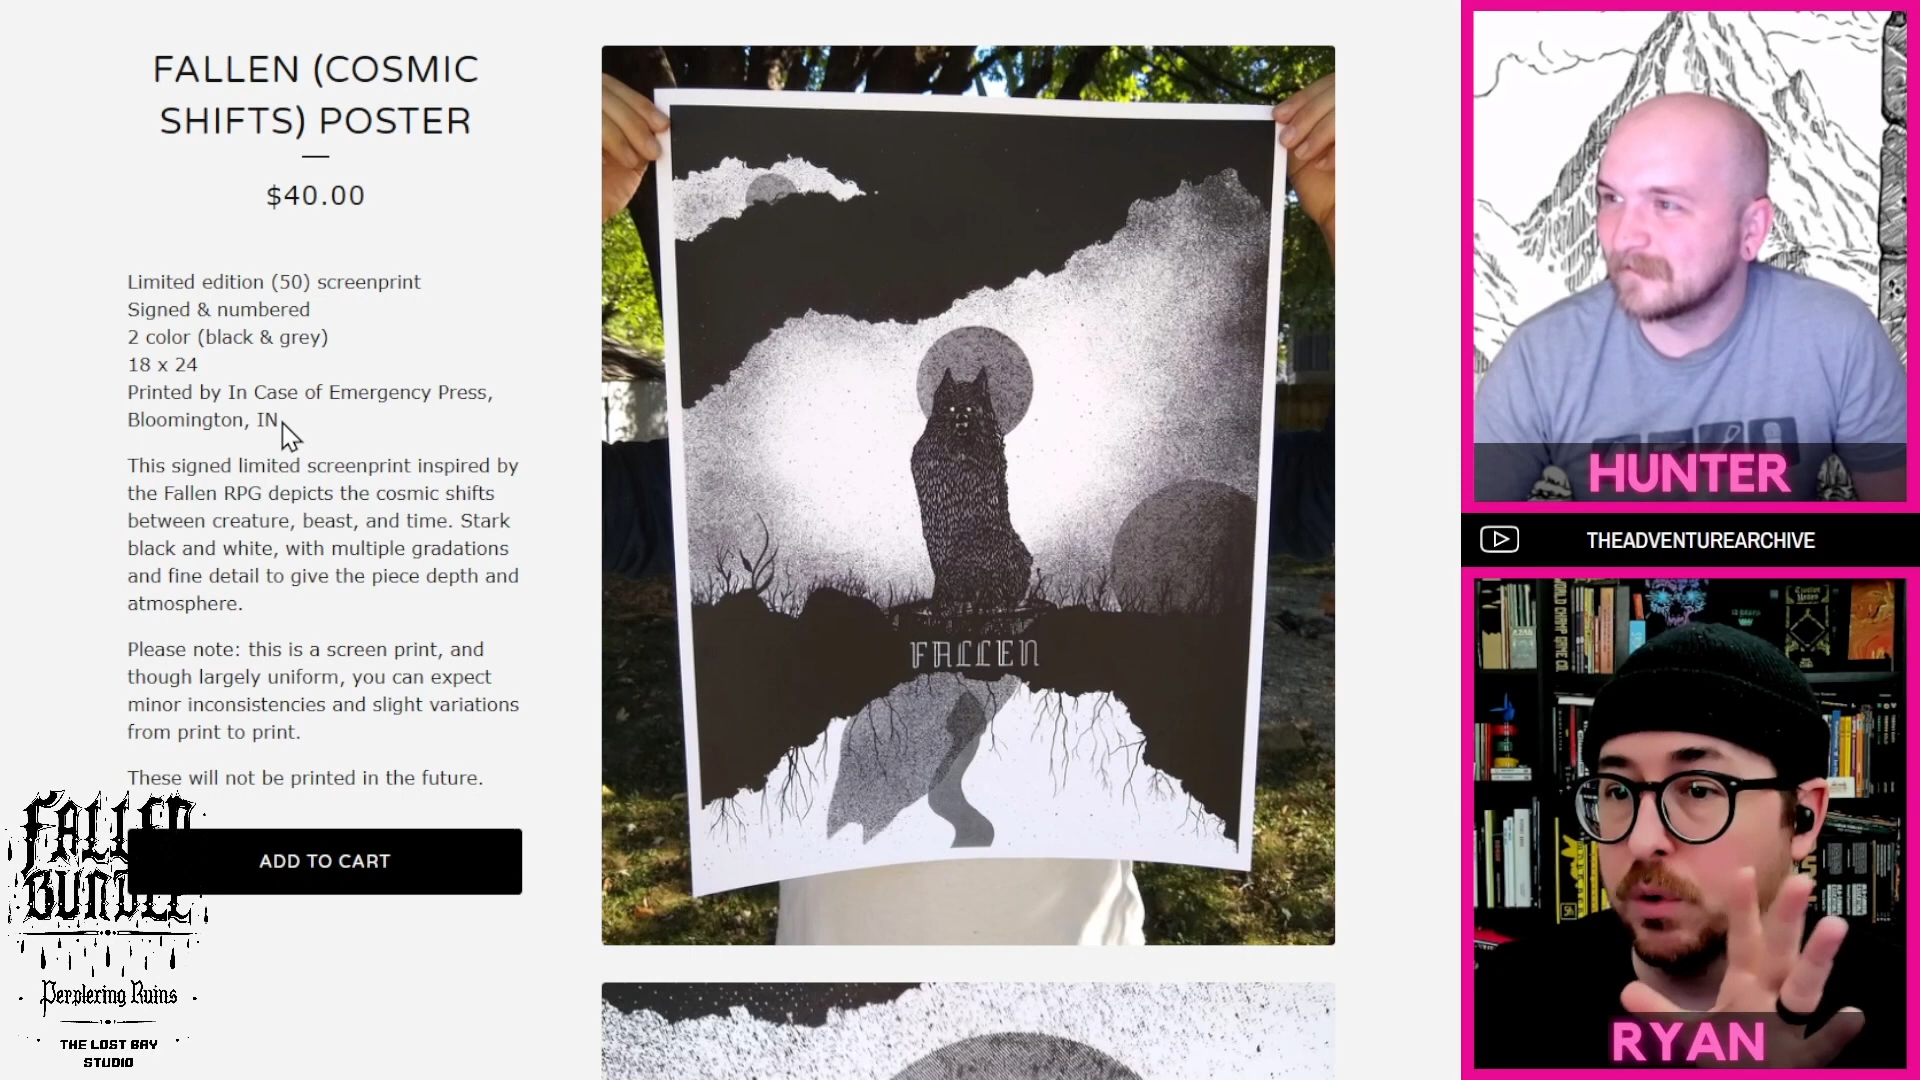 FALLEN (COSMIC
SHIFTS) POSTER
$40.00
Limited edition (50) screenprint
Signed & numbered
2 color (black & grey)
18 x 24
Printed by In Case of Emergency Press,
Bloomington, IN
This signed limited screenprint inspired by
the Fallen RPG depicts the cosmic shifts
between creature, beast, and time. Stark
black and white, with multiple gradations
and fine detail to give the piece depth and
atmosphere.
Please note: this is a screen print, and
though largely uniform, you can expect
minor inconsistencies and slight variations
from print to print.
These will not be printed in the future.
ADD TO CART
FALLEN
BUNDLE
Perplexing Ruins
THE LOST BAY
STUDIO
FALLEN
HUNTER
THEADVENTUREARCHIVE
RYAN